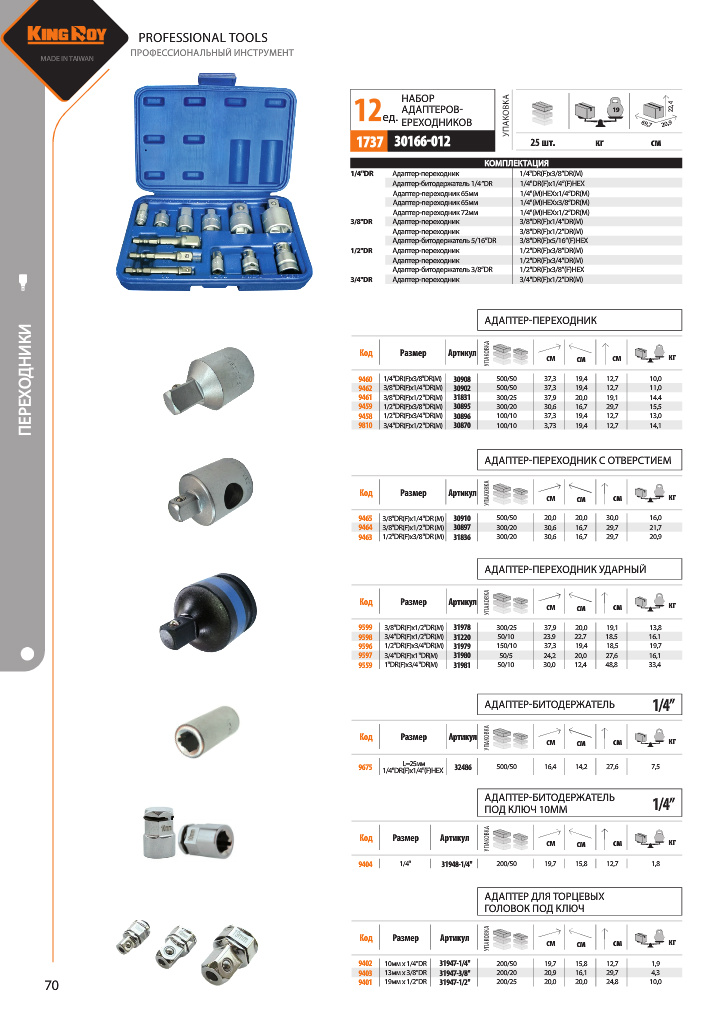 KING ROY
MADE IN TAIWAN
PROFESSIONAL TOOLS
ПРОФЕССИОНАЛЬНЫЙ ИНСТРУМЕНТ
ПЕРЕХОДНИКИ
12 ед. НАБОР АДАПТЕРОВ-ПЕРЕХОДНИКОВ
1737 30166-012
УПАКОВКА 19 69,7 20,9 22,4
25 шт. кг см
КОМПЛЕКТАЦИЯ
1/4"DR Адаптер-переходник 1/4"DR(F)x3/8"DR(M)
Адаптер-битодержатель 1/4"DR 1/4"DR(F)x1/4"(F)HEX
Адаптер-переходник 65мм 1/4"(M)HEXx1/4"DR(M)
Адаптер-переходник 65мм 1/4"(M)HEXx3/8"DR(M)
Адаптер-переходник 72мм 1/4"(M)HEXx1/2"DR(M)
3/8"DR Адаптер-переходник 3/8"DR(F)x1/4"DR(M)
Адаптер-переходник 3/8"DR(F)x1/2"DR(M)
Адаптер-битодержатель 5/16"DR 3/8"DR(F)x5/16"(F)HEX
1/2"DR Адаптер-переходник 1/2"DR(F)x3/8"DR(M)
Адаптер-переходник 1/2"DR(F)x3/4"DR(M)
Адаптер-битодержатель 3/8"DR 1/2"DR(F)x3/8"(F)HEX
3/4"DR Адаптер-переходник 3/4"DR(F)x1/2"DR(M)
АДАПТЕР-ПЕРЕХОДНИК
Код Размер Артикул УПАКОВКА см см см кг
9460 1/4"DR(F)x3/8"DR(M) 30908 500/50 37,3 19,4 12,7 10,0
9462 3/8"DR(F)x1/4"DR(M) 30902 500/50 37,3 19,4 12,7 11,0
9461 3/8"DR(F)x1/2"DR(M) 31831 300/25 37,9 20,0 19,1 14.4
9459 1/2"DR(F)x3/8"DR(M) 30895 300/20 30,6 16,7 29,7 15,5
9458 1/2"DR(F)x3/4"DR(M) 30896 100/10 37,3 19,4 12,7 13,0
9810 3/4"DR(F)x1/2"DR(M) 30870 100/10 3,73 19,4 12,7 14,1
АДАПТЕР-ПЕРЕХОДНИК С ОТВЕРСТИЕМ
Код Размер Артикул УПАКОВКА см см см кг
9465 3/8"DR(F)x1/4"DR(M) 30910 500/50 20,0 20,0 30,0 16,0
9464 3/8"DR(F)x1/2"DR(M) 30897 300/20 30,6 16,7 29,7 21,7
9463 1/2"DR(F)x3/8"DR (M) 31836 300/20 30,6 16,7 29,7 20,9
АДАПТЕР-ПЕРЕХОДНИК УДАРНЫЙ
Код Размер Артикул УПАКОВКА см см см кг
9599 3/8"DR(F)x1/2"DR(M) 31978 300/25 37,9 20,0 19,1 13,8
9598 3/4"DR(F)x1/2"DR(M) 31220 50/10 23.9 22,7 18.5 16.1
9596 1/2"DR(F)x3/4"DR(M) 31979 150/10 37,3 19.4 18,5 19,7
9597 3/4"DR(F)x1"DR(M) 31980 50/5 24,2 20,0 27,6 16,1
9559 1"DR(F)x3/4"DR(M) 31981 50/10 30,0 12,4 48,8 33,4
АДАПТЕР-БИТОДЕРЖАТЕЛЬ 1/4"
Код Размер Артикул УПАКОВКА см см см кг
9675 L=25мм 1/4"DR(F)x1/4"(F)HEX 32486 500/50 16,4 14,2 27,6 7,5
АДАПТЕР-БИТОДЕРЖАТЕЛЬ
ПОД КЛЮЧ 10ММ 1/4"
Код Размер Артикул УПАКОВКА см см см кг
9404 1/4" 31948-1/4" 200/50 19,7 15,8 12,7 1,8
АДАПТЕР ДЛЯ ТОРЦЕВЫХ
ГОЛОВОК ПОД КЛЮЧ
Код Размер Артикул УПАКОВКА см см см кг
9402 10мм x 1/4"DR 31947-1/4" 200/50 19,7 15,8 12,7 1,9
9403 13мм x 3/8"DR 31947-3/8" 200/20 20,9 16,1 29,7 4,3
9401 19мм x 1/2"DR 31947-1/2" 200/25 20,0 20,0 24,8 10,0
70